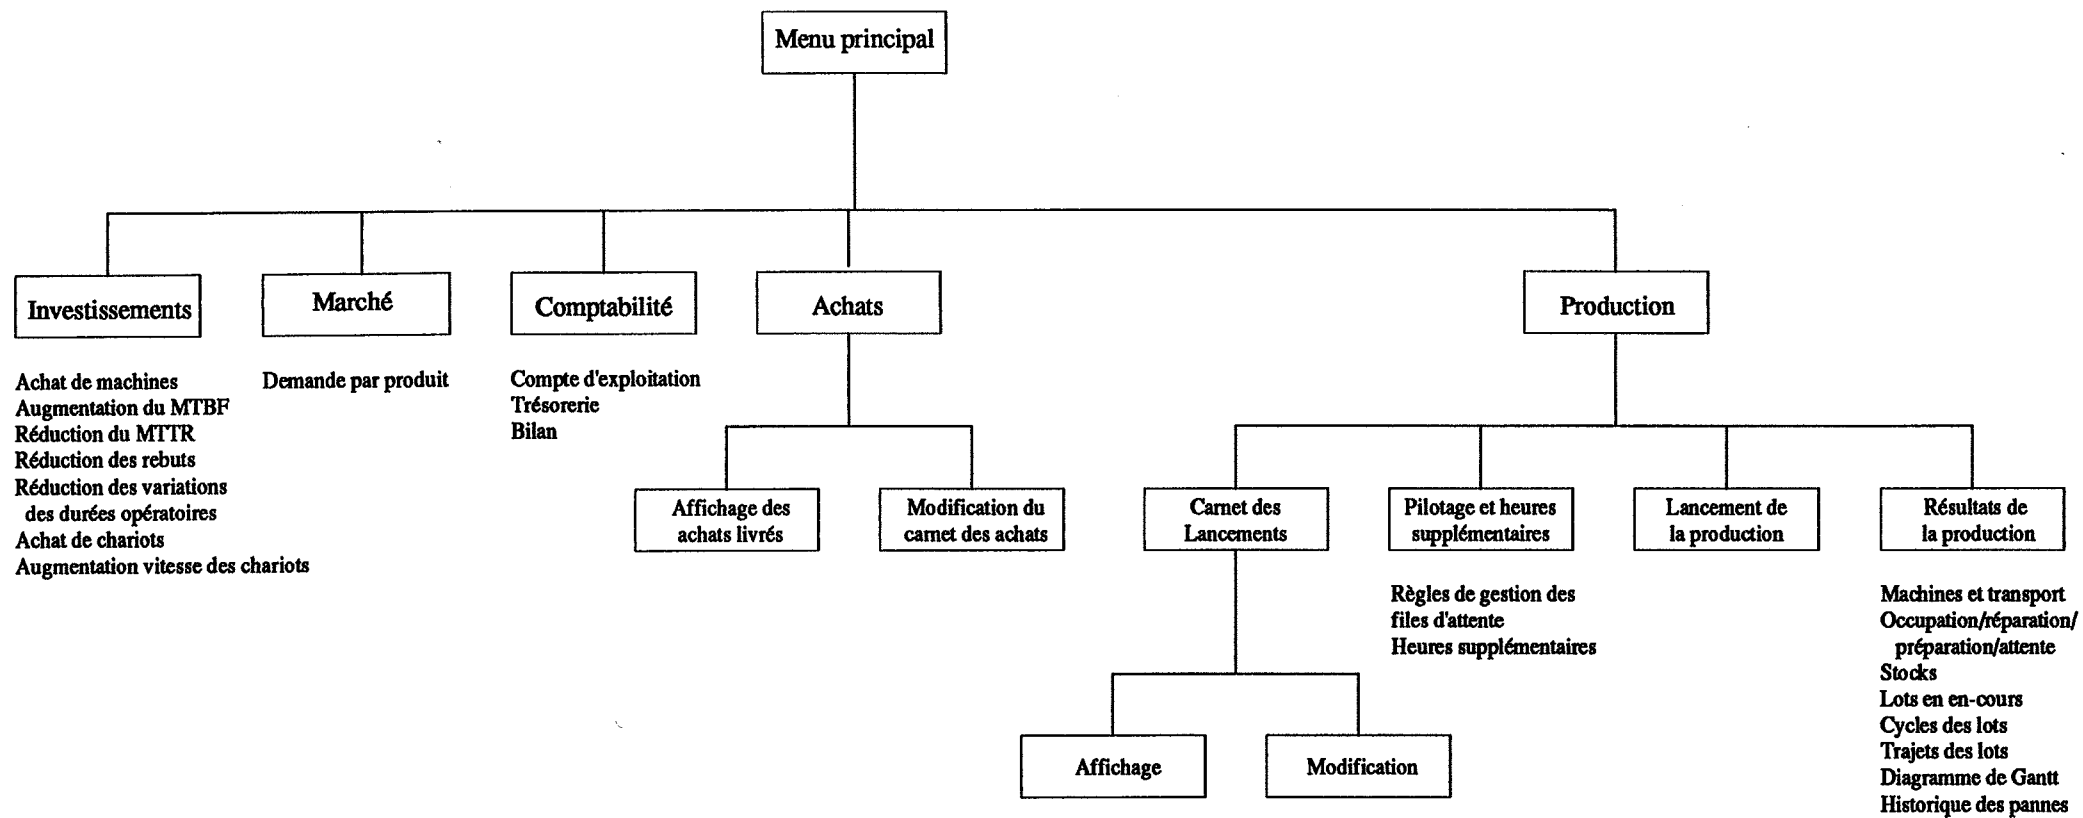 Menu principal
Investissements
Marché
Comptabilité
Achats
Production
Achat de machines
Augmentation du MTBF
Réduction du MTTR
Réduction des rebuts
Réduction des variations
des durées opératoires
Achat de chariots
Augmentation vitesse des chariots
Demande par produit
Compte d'exploitation
Trésorerie
Bilan
Affichage des
achats livrés
Modification du
carnet des achats
Carnet des
Lancements
Pilotage et heures
supplémentaires
Lancement de
la production
Résultats de
la production
Règles de gestion des
files d'attente
Heures supplémentaires
Machines et transport
Occupation/réparation/
préparation/attente
Stocks
Lots en en-cours
Cycles des lots
Trajets des lots
Diagramme de Gantt
Historique des pannes
Affichage
Modification